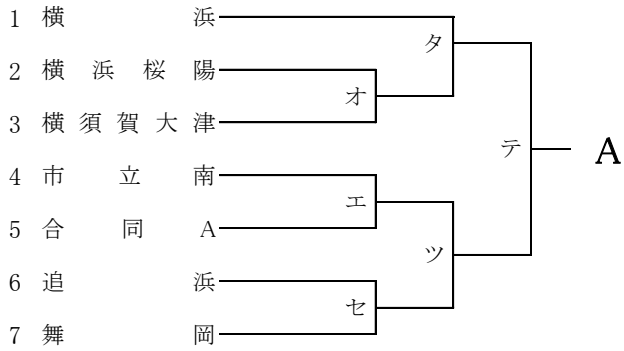 1 横浜
タ
2 横浜桜陽
オ
3 横須賀大津
テ A
4 市立南
エ
5 合同A
ツ
6 追浜
セ
7 舞岡